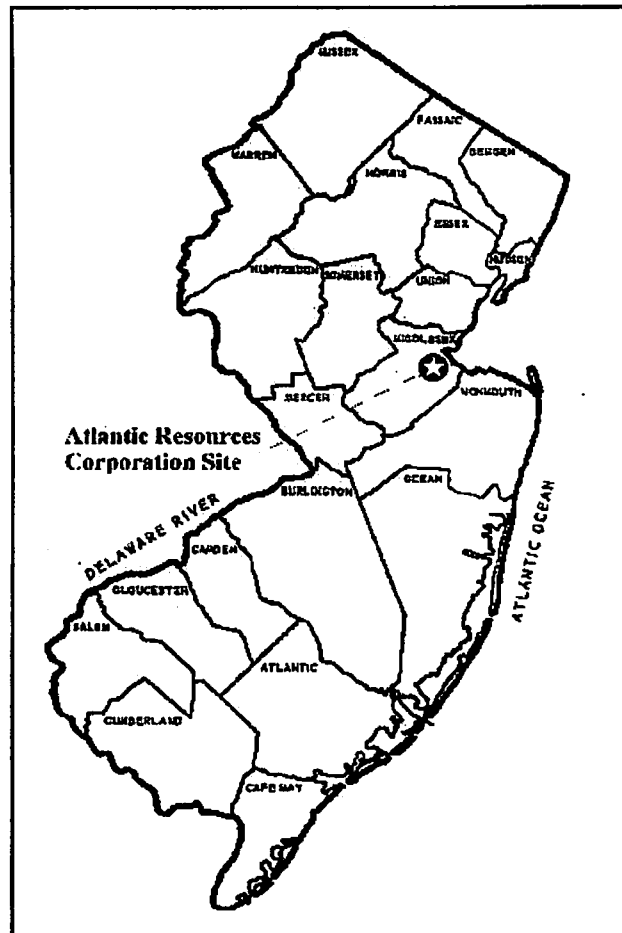 SUSSEX
PASSAIC
BERGEN
WARREN
MORRIS
ESSEX
HUDSON
HUNTERDON
SOMERSET
UNION
MIDDLESEX
MERCER
MONMOUTH
Atlantic Resources
Corporation Site
BURLINGTON
OCEAN
DELAWARE RIVER
CAMDEN
ATLANTIC OCEAN
GLOUCESTER
SALEM
ATLANTIC
CUMBERLAND
CAPE MAY